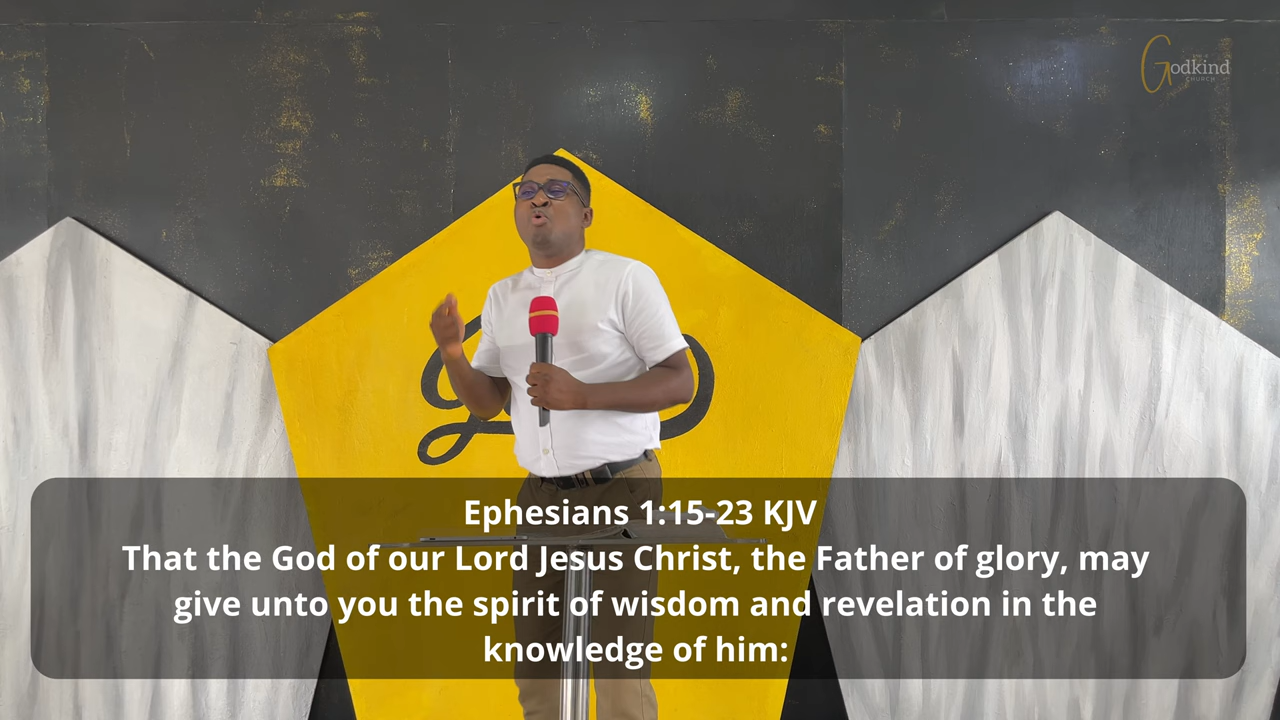 Godkind
CHURCH
Ephesians 1:15-23 KJV
That the God of our Lord Jesus Christ, the Father of glory, may
give unto you the spirit of wisdom and revelation in the
knowledge of him: